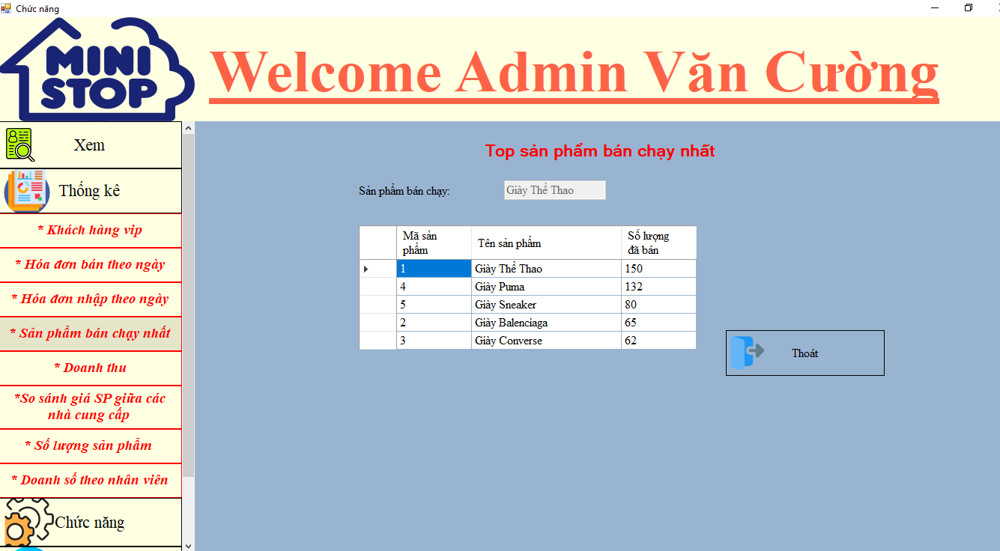 Chức năng
MINI
STOP
Welcome Admin Văn Cường
Xem
Thống kê
* Khách hàng vip
* Hóa đơn bán theo ngày
* Hóa đơn nhập theo ngày
* Sản phẩm bán chạy nhất
* Doanh thu
*So sánh giá SP giữa các
nhà cung cấp
* Số lượng sản phẩm
* Doanh số theo nhân viên
Chức năng
Top sản phẩm bán chạy nhất
Sản phẩm bán chạy: Giày Thể Thao
Mã sản phẩm Tên sản phẩm Số lượng đã bán
1 Giày Thể Thao 150
4 Giày Puma 132
5 Giày Sneaker 80
2 Giày Balenciaga 65
3 Giày Converse 62
Thoát